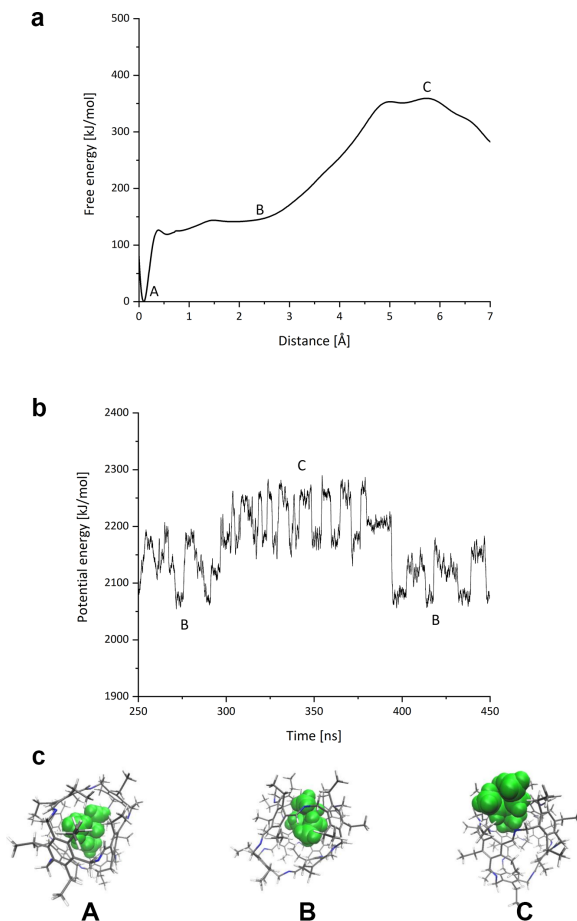 a
500
400
300
200
100
0
Free energy [kJ/mol]
A
B
C
0 1 2 3 4 5 6 7
Distance [Å]
b
2400
2300
2200
2100
2000
1900
Potential energy [kJ/mol]
C
B
B
250 300 350 400 450
Time [ns]
c
A B C